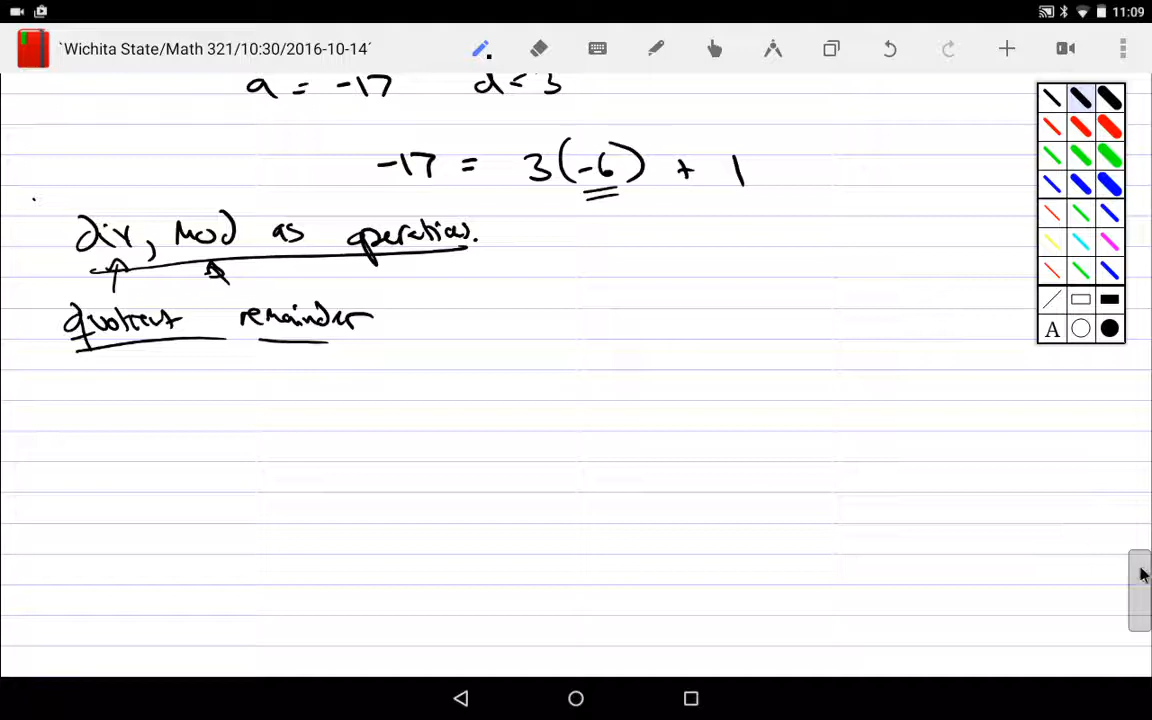 11:09
`Wichita State/Math 321/10:30/2016-10-14´
a = -17 d = 3
-17 = 3(-6) + 1
div, mod as operations.
quotient remainder
A